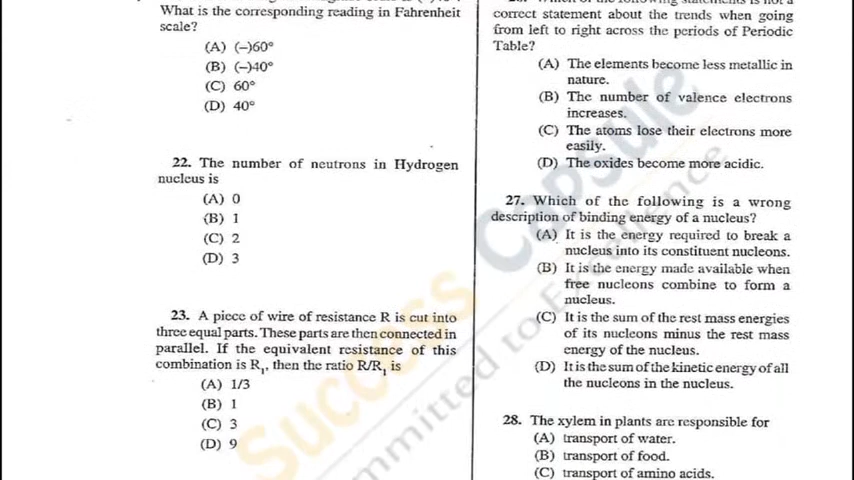 What is the corresponding reading in Fahrenheit
scale?
(A) (–)60°
(B) (–)40°
(C) 60°
(D) 40°
22. The number of neutrons in Hydrogen
nucleus is
(A) 0
(B) 1
(C) 2
(D) 3
23. A piece of wire of resistance R is cut into
three equal parts. These parts are then connected in
parallel. If the equivalent resistance of this
combination is R1, then the ratio R/R1 is
(A) 1/3
(B) 1
(C) 3
(D) 9
correct statement about the trends when going
from left to right across the periods of Periodic
Table?
(A) The elements become less metallic in
nature.
(B) The number of valence electrons
increases.
(C) The atoms lose their electrons more
easily.
(D) The oxides become more acidic.
27. Which of the following is a wrong
description of binding energy of a nucleus?
(A) It is the energy required to break a
nucleus into its constituent nucleons.
(B) It is the energy made available when
free nucleons combine to form a
nucleus.
(C) It is the sum of the rest mass energies
of its nucleons minus the rest mass
energy of the nucleus.
(D) It is the sum of the kinetic energy of all
the nucleons in the nucleus.
28. The xylem in plants are responsible for
(A) transport of water.
(B) transport of food.
(C) transport of amino acids.
Success Capsule
mmitted to Excellence